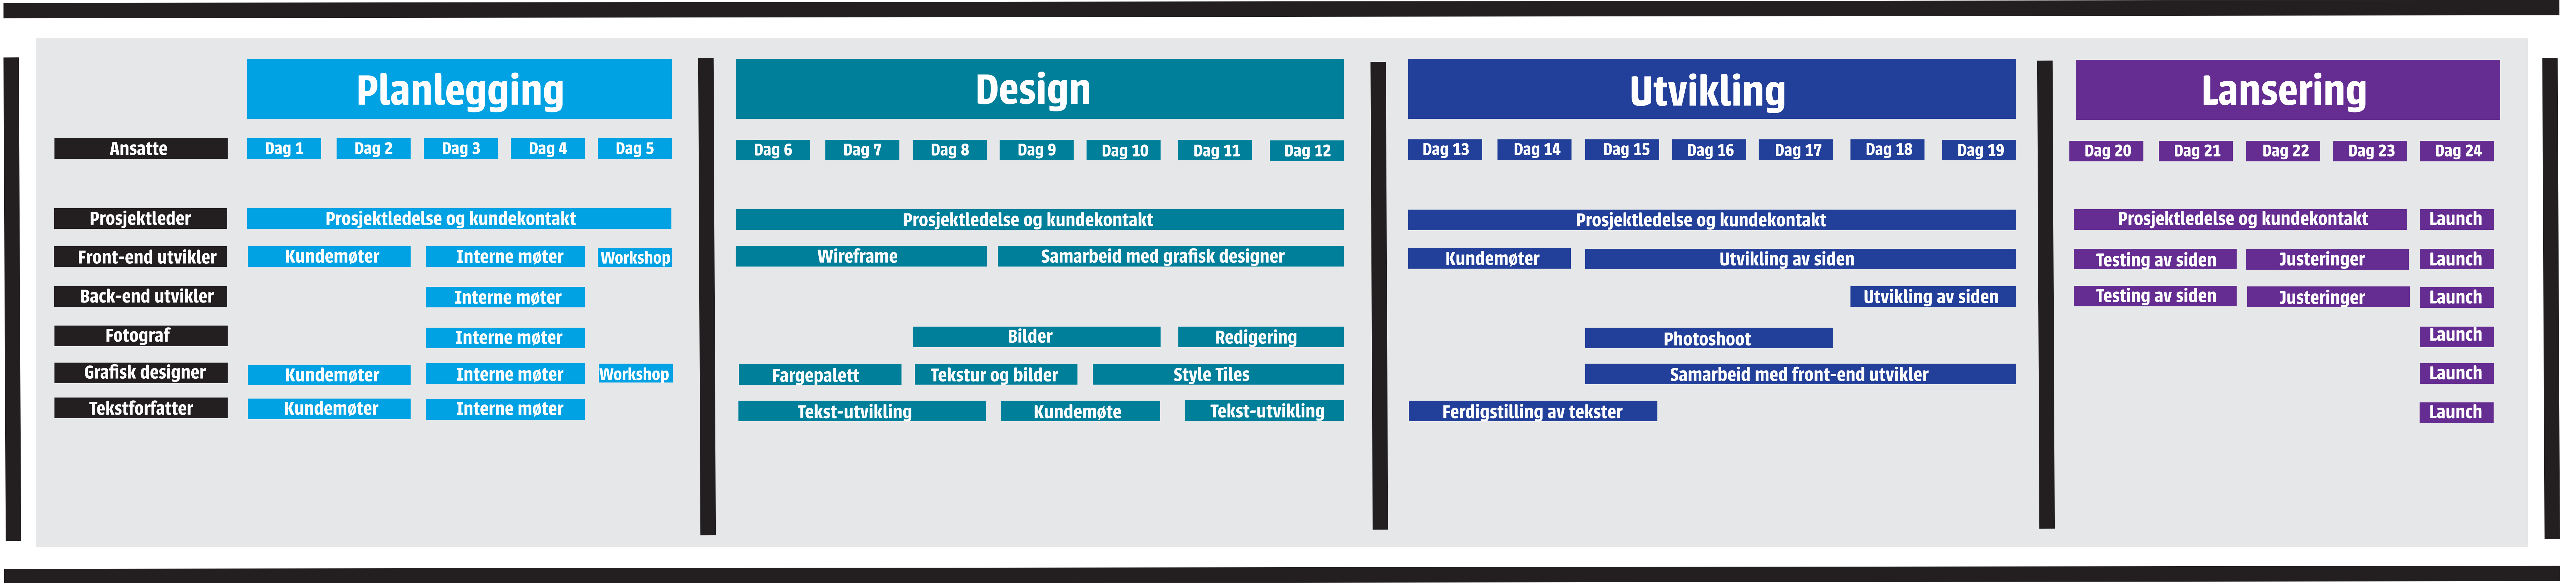 Planlegging Design Utvikling Lansering
Ansatte Dag 1 Dag 2 Dag 3 Dag 4 Dag 5 Dag 6 Dag 7 Dag 8 Dag 9 Dag 10 Dag 11 Dag 12 Dag 13 Dag 14 Dag 15 Dag 16 Dag 17 Dag 18 Dag 19 Dag 20 Dag 21 Dag 22 Dag 23 Dag 24
Prosjektleder Prosjektledelse og kundekontakt Prosjektledelse og kundekontakt Prosjektledelse og kundekontakt Prosjektledelse og kundekontakt Launch
Front-end utvikler Kundemøter Interne møter Workshop Wireframe Samarbeid med grafisk designer Kundemøter Utvikling av siden Testing av siden Justeringer Launch
Back-end utvikler Interne møter Utvikling av siden Testing av siden Justeringer Launch
Fotograf Interne møter Bilder Redigering Photoshoot Launch
Grafisk designer Kundemøter Interne møter Workshop Fargepalett Tekstur og bilder Style Tiles Samarbeid med front-end utvikler Launch
Tekstforfatter Kundemøter Interne møter Tekst-utvikling Kundemøte Tekst-utvikling Ferdigstilling av tekster Launch